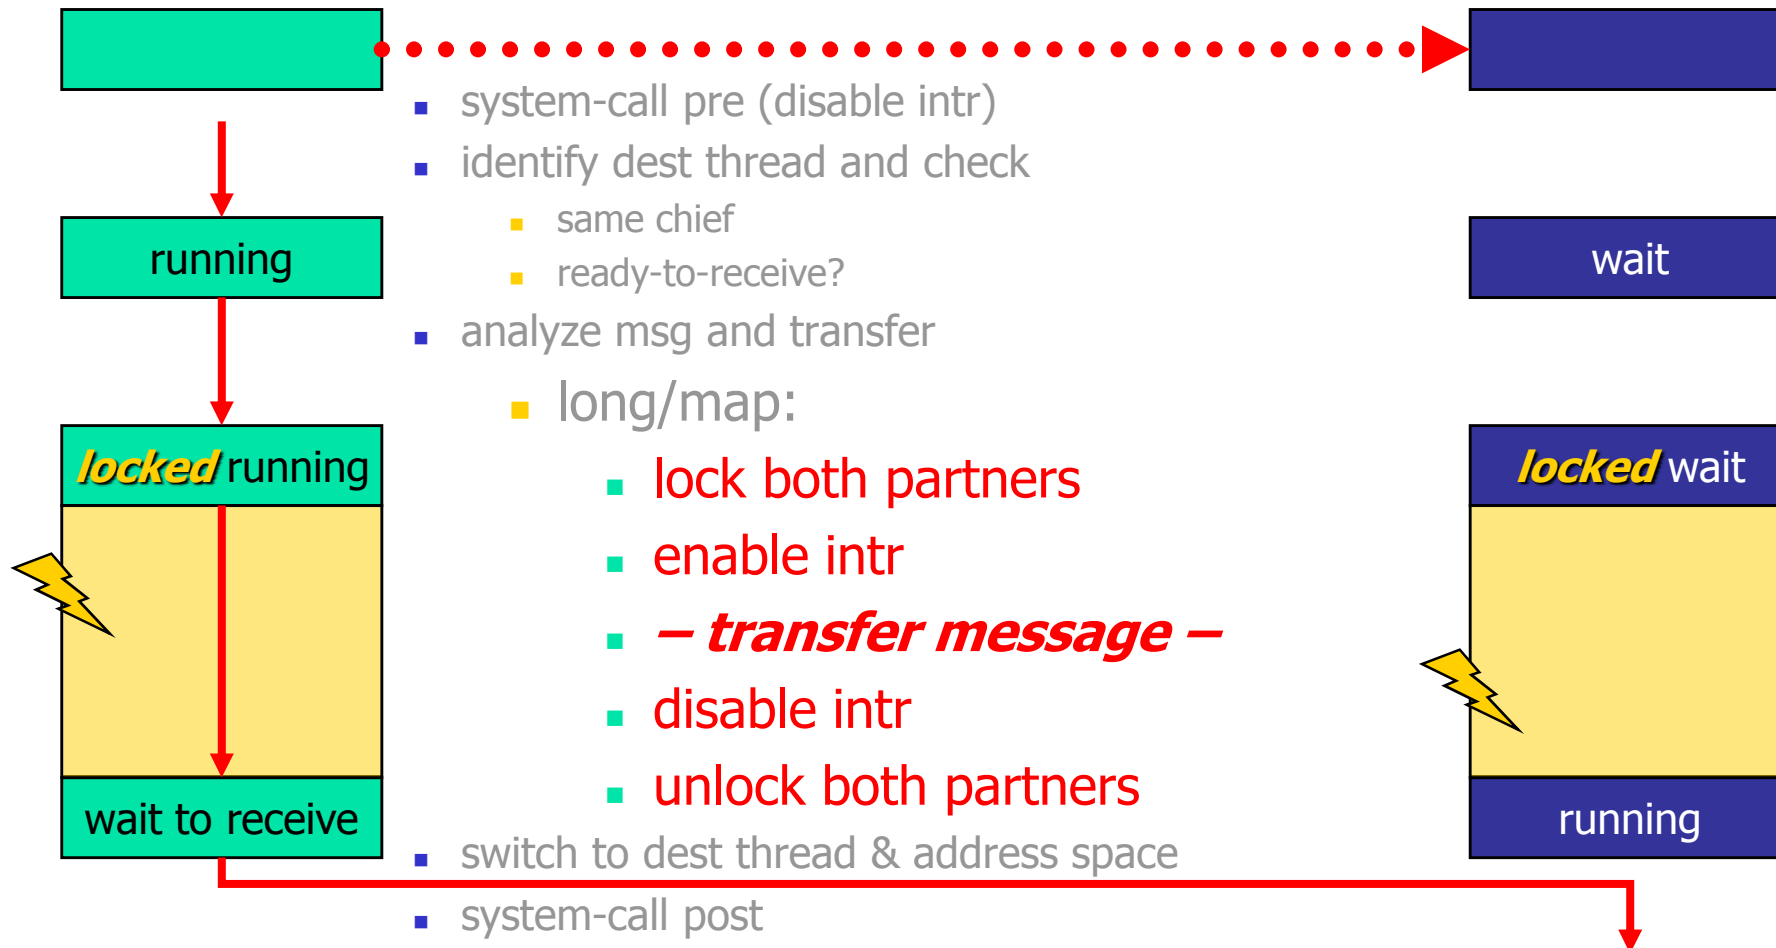 system-call pre (disable intr)
identify dest thread and check
same chief
ready-to-receive?
running
wait
analyze msg and transfer
long/map:
locked running
locked wait
lock both partners
enable intr
– transfer message –
disable intr
unlock both partners
wait to receive
running
switch to dest thread & address space
system-call post